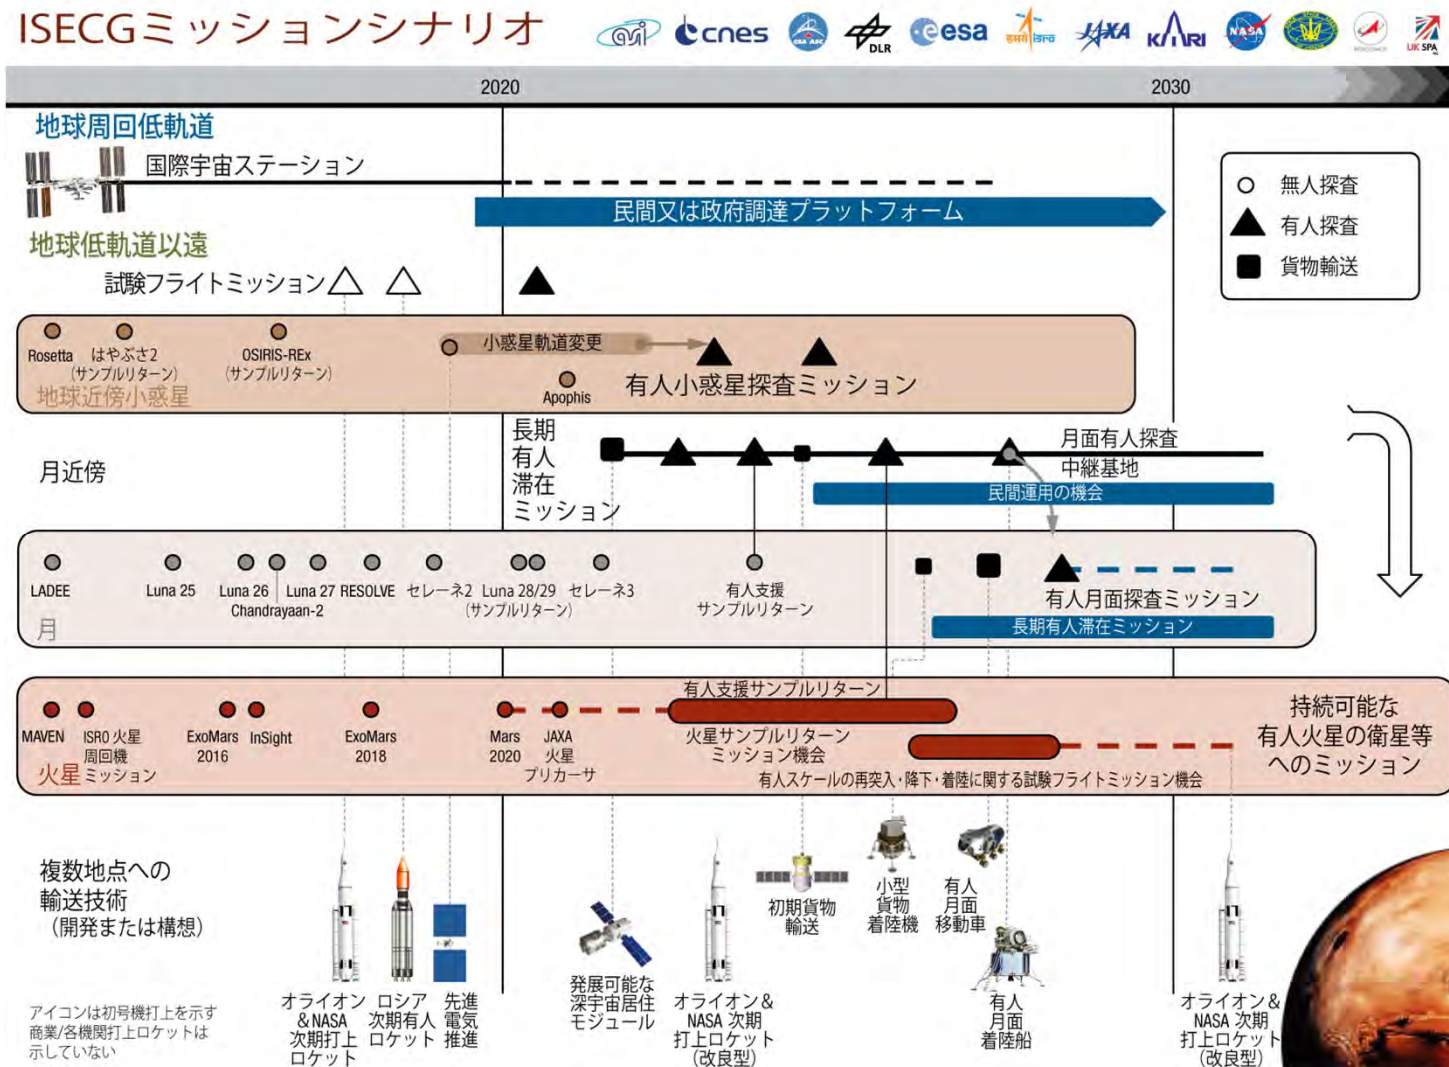 ISECGミッションシナリオ
asi
cnes
CSA ASC
DLR
esa
इसरो isro
JAXA
KARI
NASA
ROSCOSMOS
UK SPA
2020
2030
地球周回低軌道
国際宇宙ステーション
民間又は政府調達プラットフォーム
無人探査
有人探査
貨物輸送
地球低軌道以遠
試験フライトミッション
小惑星軌道変更
Rosetta
はやぶさ2
(サンプルリターン)
OSIRIS-REx
(サンプルリターン)
Apophis
有人小惑星探査ミッション
地球近傍小惑星
月近傍
長期
有人
滞在
ミッション
月面有人探査
中継基地
民間運用の機会
LADEE
Luna 25
Luna 26
Chandrayaan-2
Luna 27
RESOLVE
セレーネ2
Luna 28/29
(サンプルリターン)
セレーネ3
有人支援
サンプルリターン
有人月面探査ミッション
長期有人滞在ミッション
月
有人支援サンプルリターン
MAVEN
ISRO 火星
周回機
ミッション
ExoMars
2016
InSight
ExoMars
2018
Mars
2020
JAXA
火星
プリカーサ
火星サンプルリターン
ミッション機会
有人スケールの再突入・降下・着陸に関する試験フライトミッション機会
持続可能な
有人火星の衛星等
へのミッション
火星
複数地点への
輸送技術
(開発または構想)
オライオン
&NASA
次期打上
ロケット
ロシア
次期有人
ロケット
先進
電気
推進
発展可能な
深宇宙居住
モジュール
オライオン&
NASA 次期
打上ロケット
(改良型)
初期貨物
輸送
小型
貨物
着陸機
有人
月面
移動車
有人
月面
着陸船
オライオン&
NASA 次期
打上ロケット
(改良型)
アイコンは初号機打上を示す
商業/各機関打上ロケットは
示していない